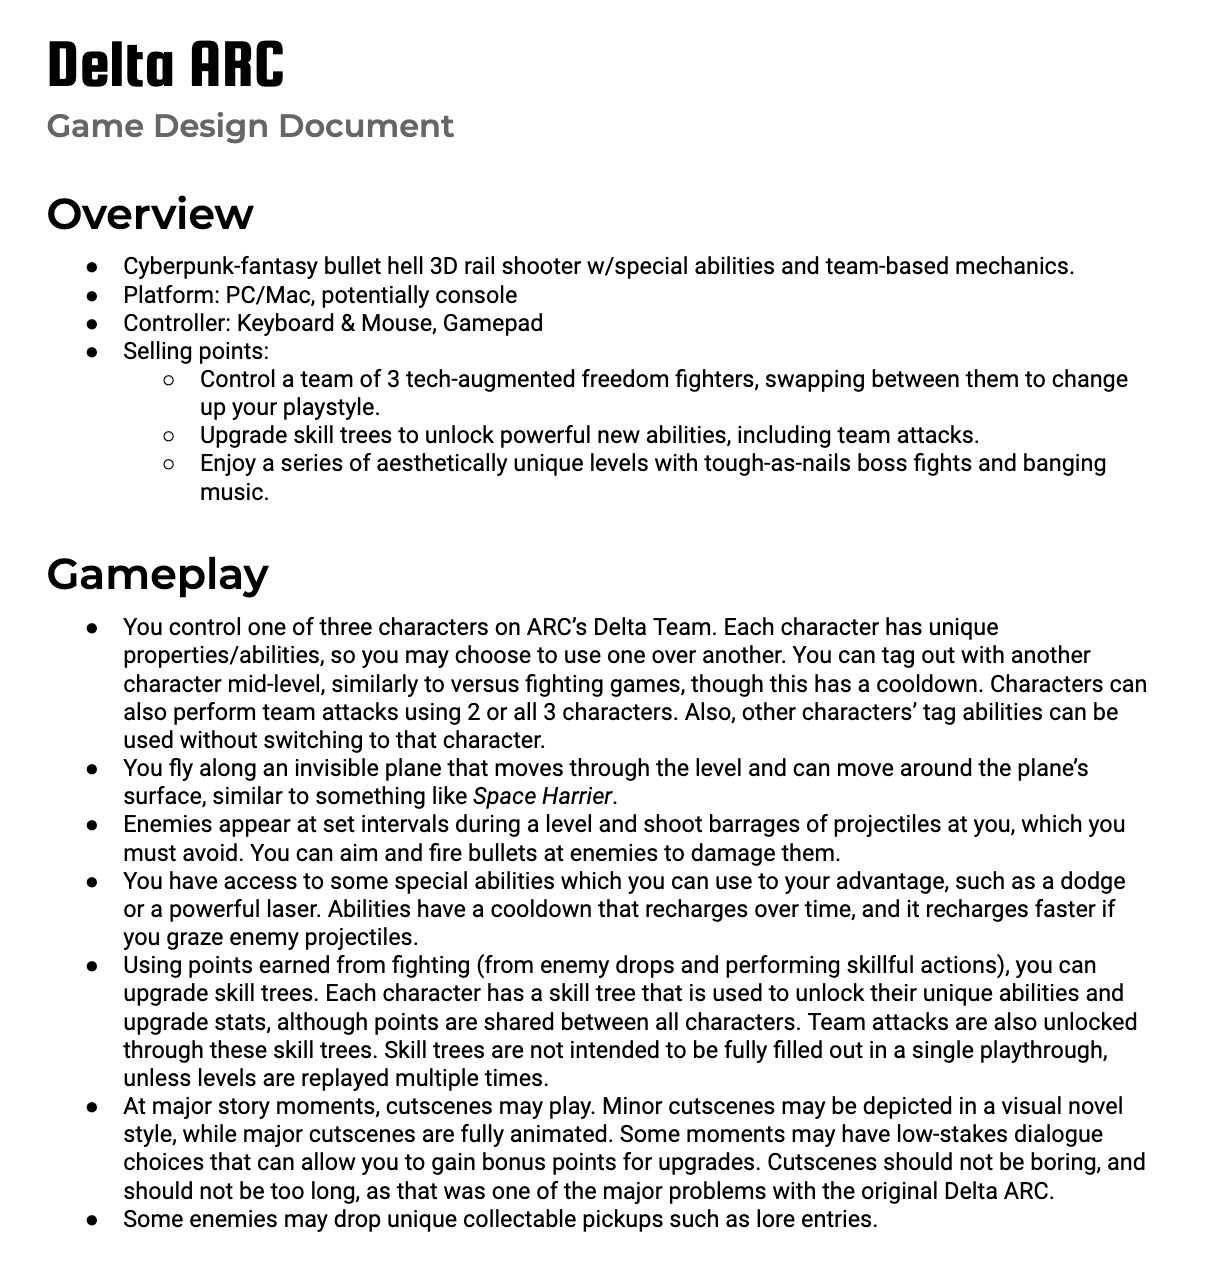 Delta ARC
Game Design Document
Overview
● Cyberpunk-fantasy bullet hell 3D rail shooter w/special abilities and team-based mechanics.
● Platform: PC/Mac, potentially console
● Controller: Keyboard & Mouse, Gamepad
● Selling points:
○ Control a team of 3 tech-augmented freedom fighters, swapping between them to change
up your playstyle.
○ Upgrade skill trees to unlock powerful new abilities, including team attacks.
○ Enjoy a series of aesthetically unique levels with tough-as-nails boss fights and banging
music.
Gameplay
● You control one of three characters on ARC’s Delta Team. Each character has unique
properties/abilities, so you may choose to use one over another. You can tag out with another
character mid-level, similarly to versus fighting games, though this has a cooldown. Characters can
also perform team attacks using 2 or all 3 characters. Also, other characters’ tag abilities can be
used without switching to that character.
● You fly along an invisible plane that moves through the level and can move around the plane’s
surface, similar to something like Space Harrier.
● Enemies appear at set intervals during a level and shoot barrages of projectiles at you, which you
must avoid. You can aim and fire bullets at enemies to damage them.
● You have access to some special abilities which you can use to your advantage, such as a dodge
or a powerful laser. Abilities have a cooldown that recharges over time, and it recharges faster if
you graze enemy projectiles.
● Using points earned from fighting (from enemy drops and performing skillful actions), you can
upgrade skill trees. Each character has a skill tree that is used to unlock their unique abilities and
upgrade stats, although points are shared between all characters. Team attacks are also unlocked
through these skill trees. Skill trees are not intended to be fully filled out in a single playthrough,
unless levels are replayed multiple times.
● At major story moments, cutscenes may play. Minor cutscenes may be depicted in a visual novel
style, while major cutscenes are fully animated. Some moments may have low-stakes dialogue
choices that can allow you to gain bonus points for upgrades. Cutscenes should not be boring, and
should not be too long, as that was one of the major problems with the original Delta ARC.
● Some enemies may drop unique collectable pickups such as lore entries.